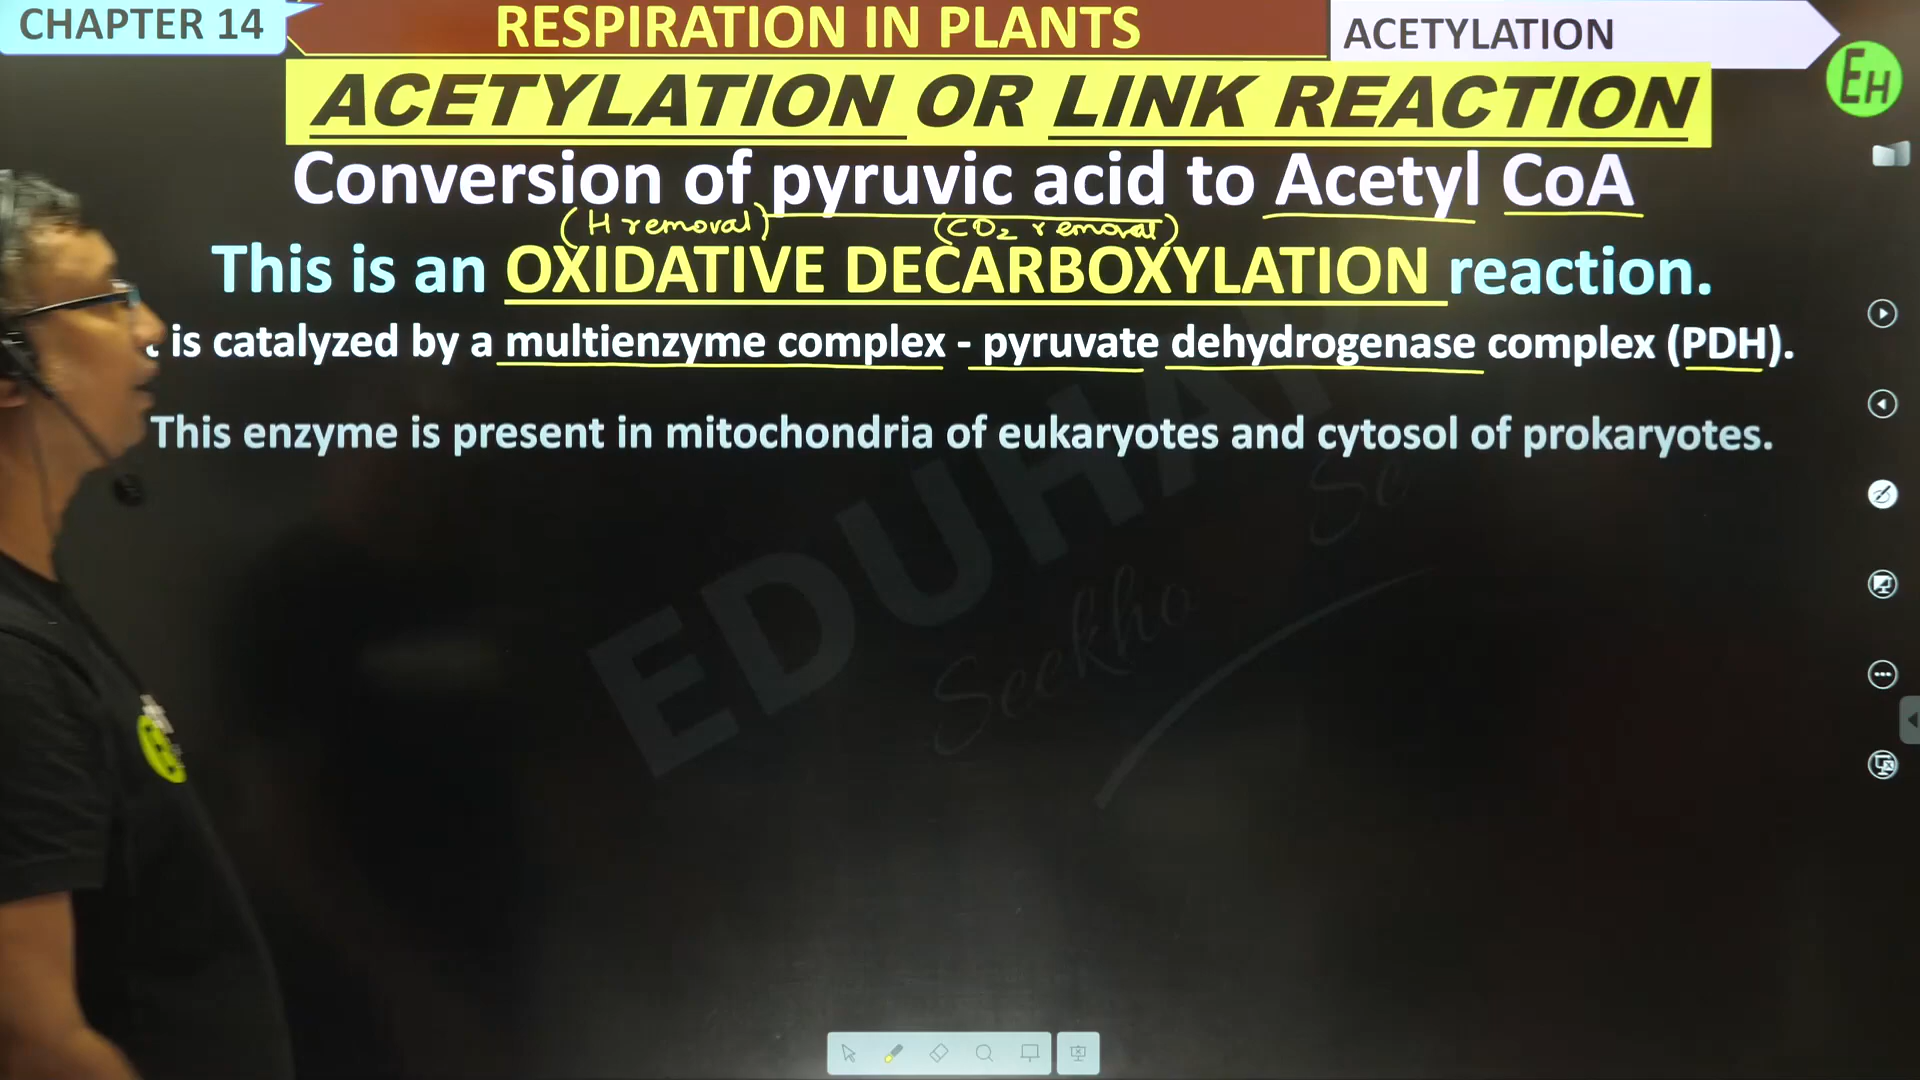 CHAPTER 14
RESPIRATION IN PLANTS
ACETYLATION
EH
ACETYLATION OR LINK REACTION
Conversion of pyruvic acid to Acetyl CoA
(H removal) (CO2 removal)
This is an OXIDATIVE DECARBOXYLATION reaction.
t is catalyzed by a multienzyme complex - pyruvate dehydrogenase complex (PDH).
This enzyme is present in mitochondria of eukaryotes and cytosol of prokaryotes.
EDUHA
Seekho